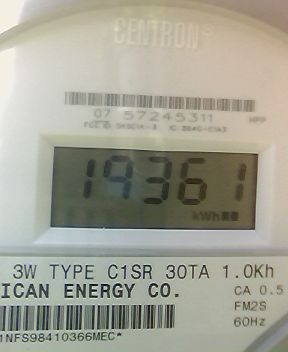 CENTRON®
07 57245311
19361
kWh
3W TYPE C1SR 30TA 1.0Kh
ICAN ENERGY CO. CA 0.5
FM2S
60Hz
1NFS98410366MEC*